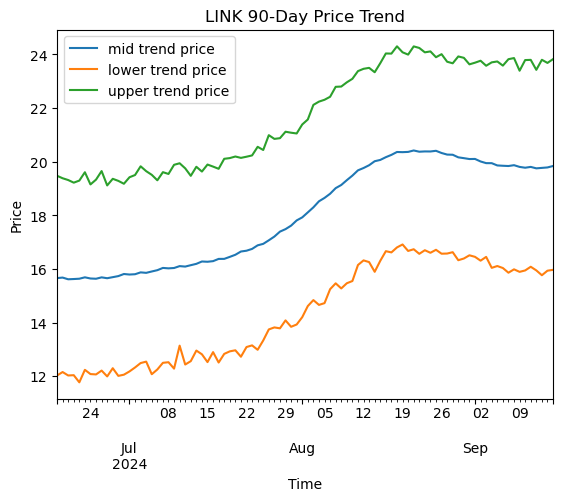 LINK 90-Day Price Trend
mid trend price
lower trend price
upper trend price
Price
24
22
20
18
16
14
12
24 08 15 22 29 05 12 19 26 02 09
Jul Aug Sep
2024
Time